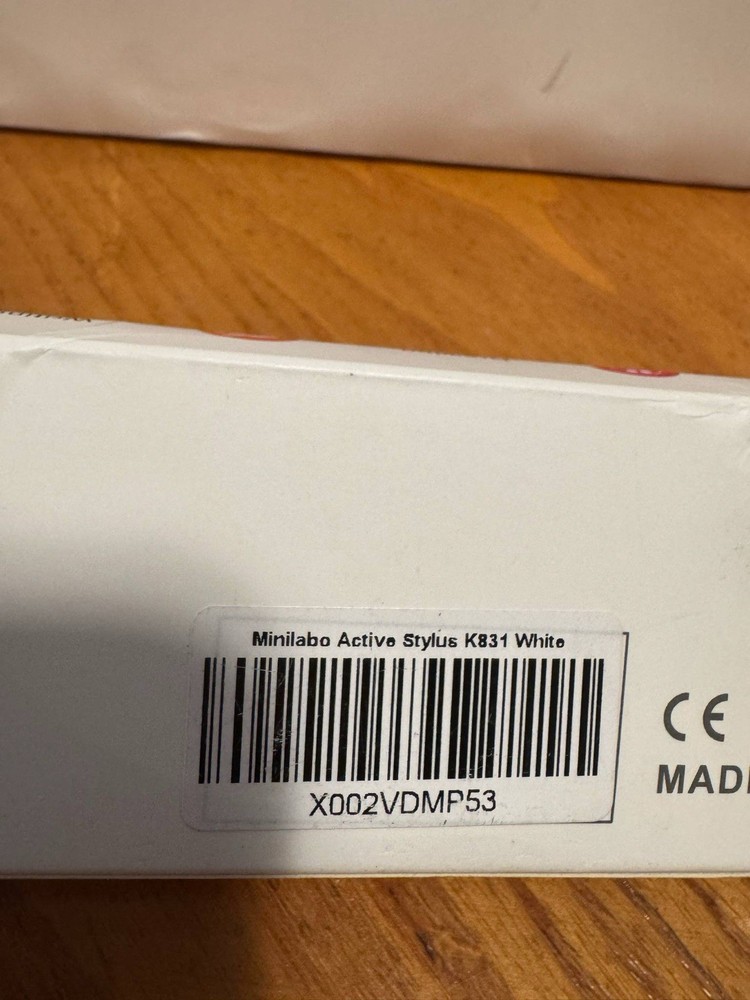 Minilabo Active Stylus K831 White
X002VDMP53
CE
MADE